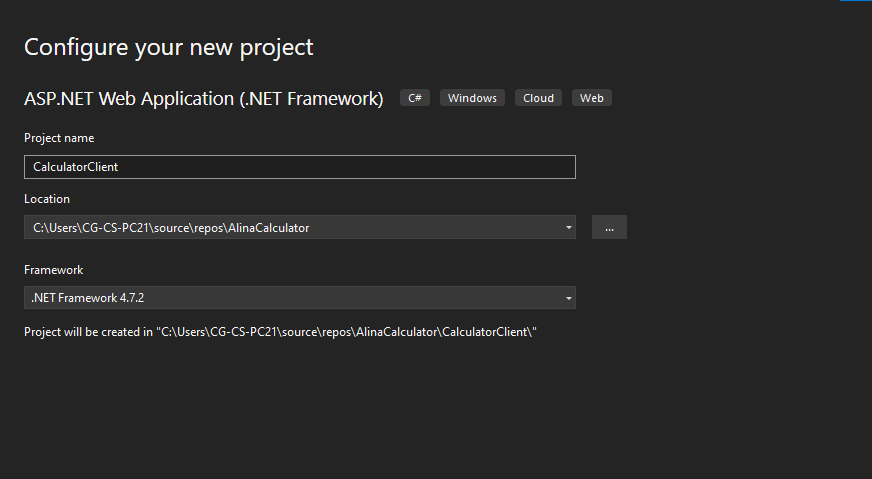 Configure your new project
ASP.NET Web Application (.NET Framework) C# Windows Cloud Web
Project name
CalculatorClient
Location
C:\Users\CG-CS-PC21\source\repos\AlinaCalculator
...
Framework
.NET Framework 4.7.2
Project will be created in "C:\Users\CG-CS-PC21\source\repos\AlinaCalculator\CalculatorClient\"